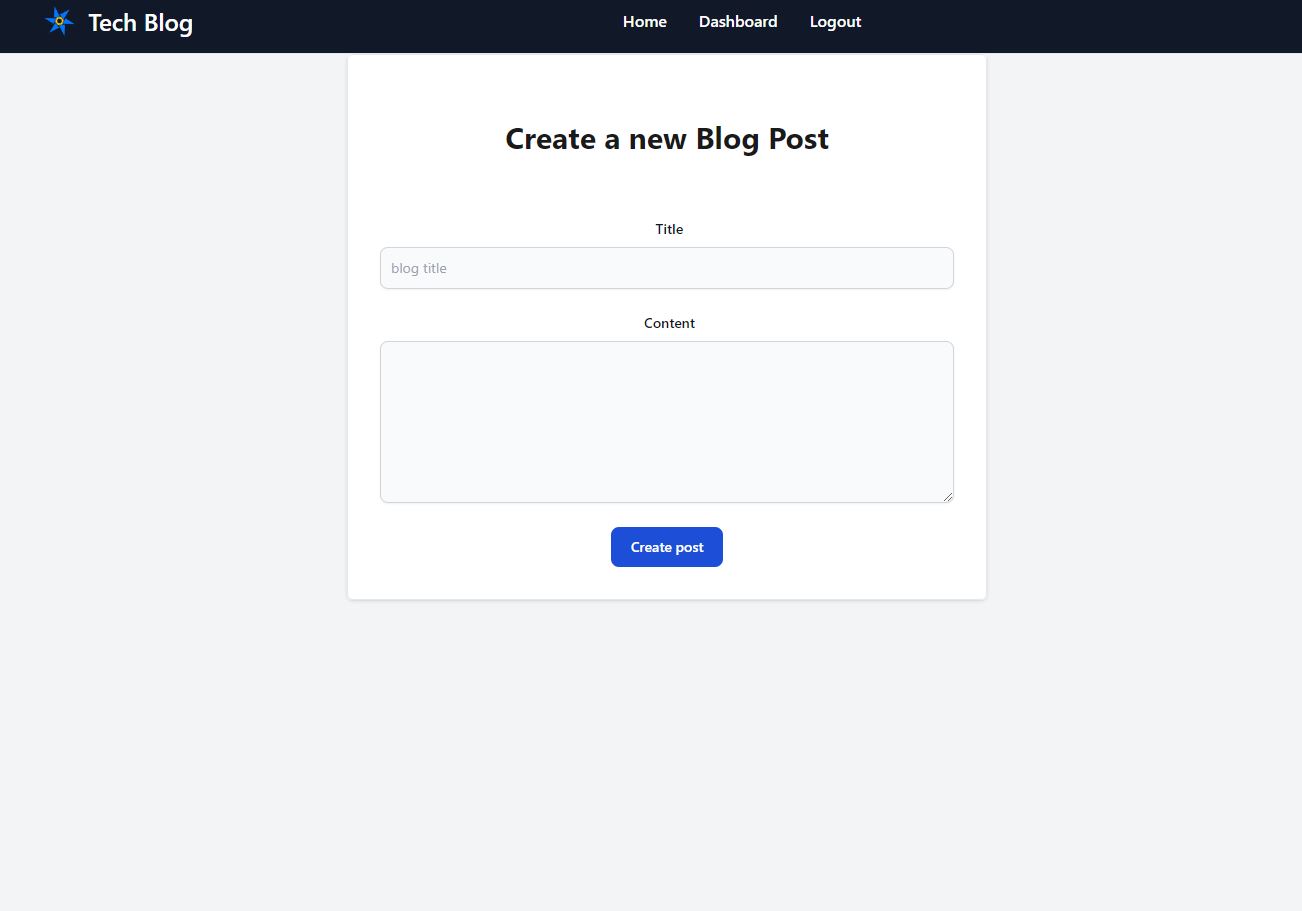 Tech Blog
Home Dashboard Logout
Create a new Blog Post
Title
blog title
Content
Create post